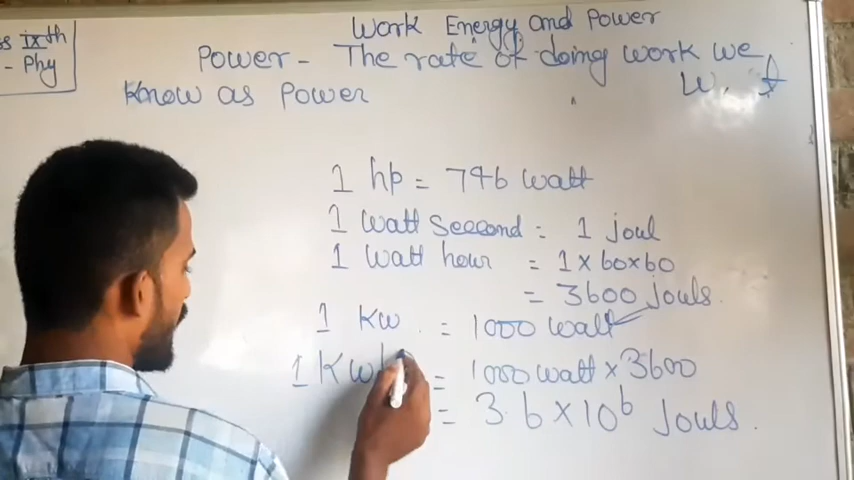 ss ixth
- Phy
Work Energy and Power
Power - The rate of doing work we
Know as Power
W.
1 hp = 746 watt
1 watt seecond = 1 joul
1 watt hour = 1 x 60 x 60
= 3600 jouls
1 kw = 1000 watt
1 Kw = 1000 watt x 3600
= 3.6 x 10⁶ Jouls.